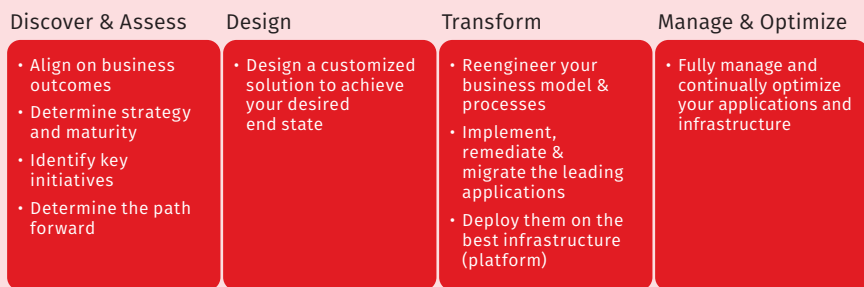 Discover & Assess
• Align on business
outcomes
• Determine strategy
and maturity
• Identify key
initiatives
• Determine the path
forward
Design
• Design a customized
solution to achieve
your desired
end state
Transform
• Reengineer your
business model &
processes
• Implement,
remediate &
migrate the leading
applications
• Deploy them on the
best infrastructure
(platform)
Manage & Optimize
• Fully manage and
continually optimize
your applications and
infrastructure